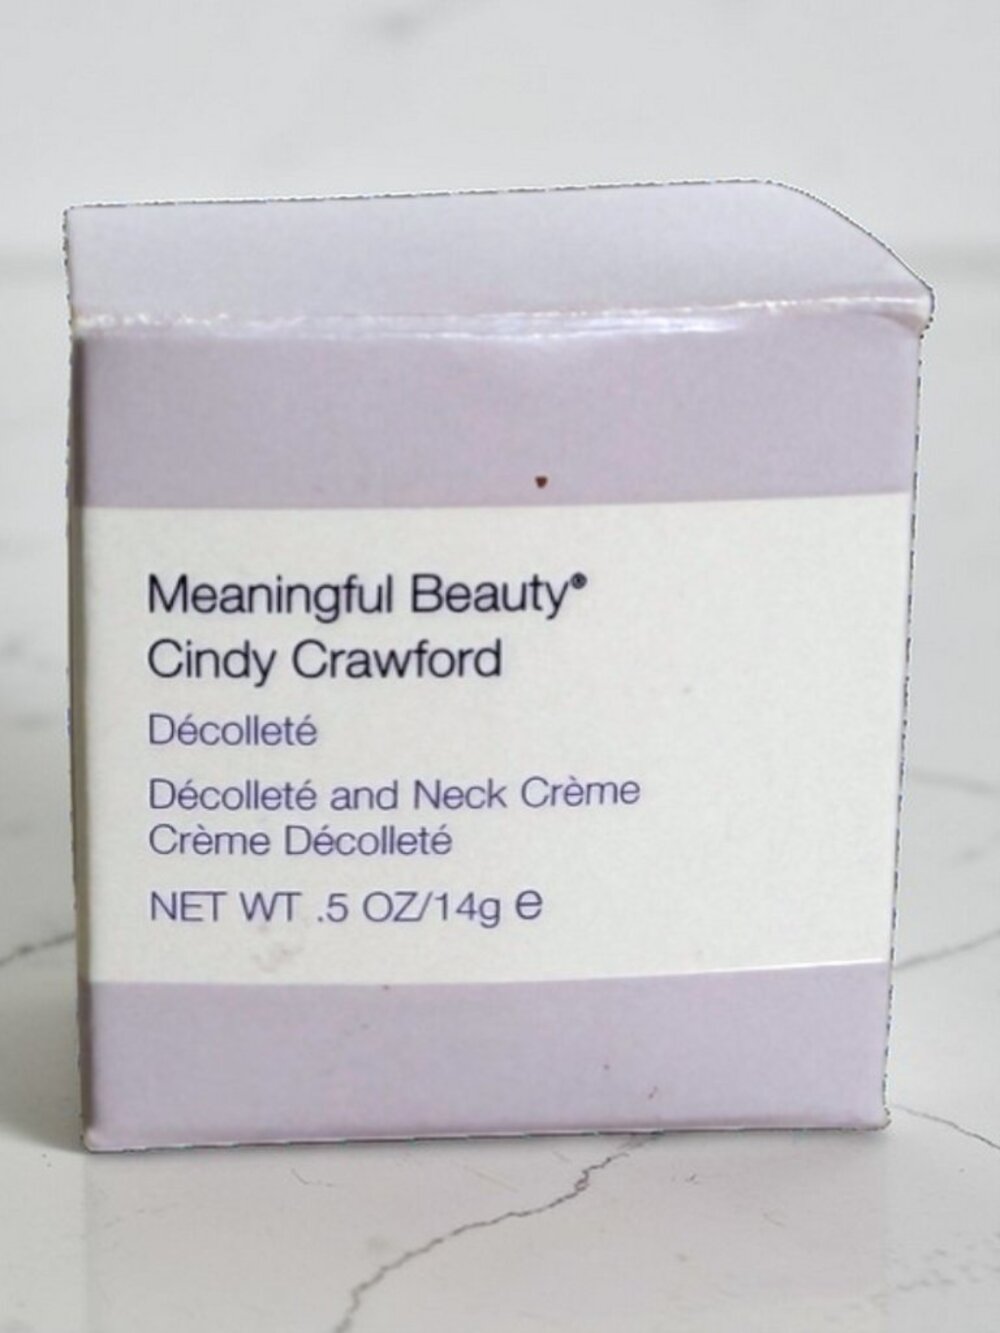 Meaningful Beauty®
Cindy Crawford
Décolleté
Décolleté and Neck Crème
Crème Décolleté
NET WT .5 OZ/14g ℮